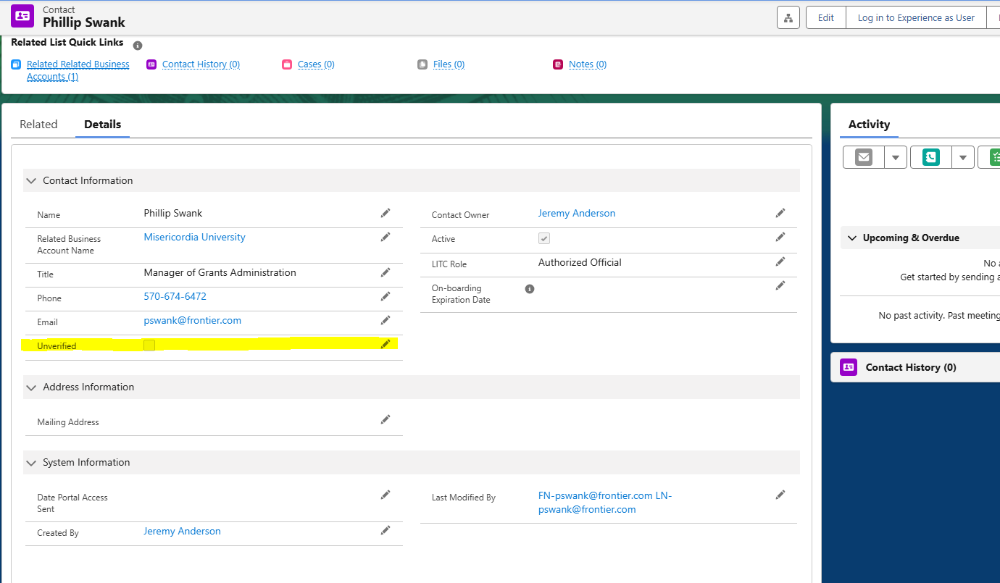 Contact
Phillip Swank
Edit
Log in to Experience as User
Related List Quick Links
Related Related Business
Accounts (1)
Contact History (0)
Cases (0)
Files (0)
Notes (0)
Related
Details
Contact Information
Name
Phillip Swank
Contact Owner
Jeremy Anderson
Related Business
Account Name
Misericordia University
Active
Title
Manager of Grants Administration
LITC Role
Authorized Official
Phone
570-674-6472
On-boarding
Expiration Date
Email
pswank@frontier.com
Unverified
Address Information
Mailing Address
System Information
Date Portal Access
Sent
Last Modified By
FN-pswank@frontier.com LN-
pswank@frontier.com
Created By
Jeremy Anderson
Activity
Upcoming & Overdue
No a
Get started by sending a
No past activity. Past meeting
Contact History (0)